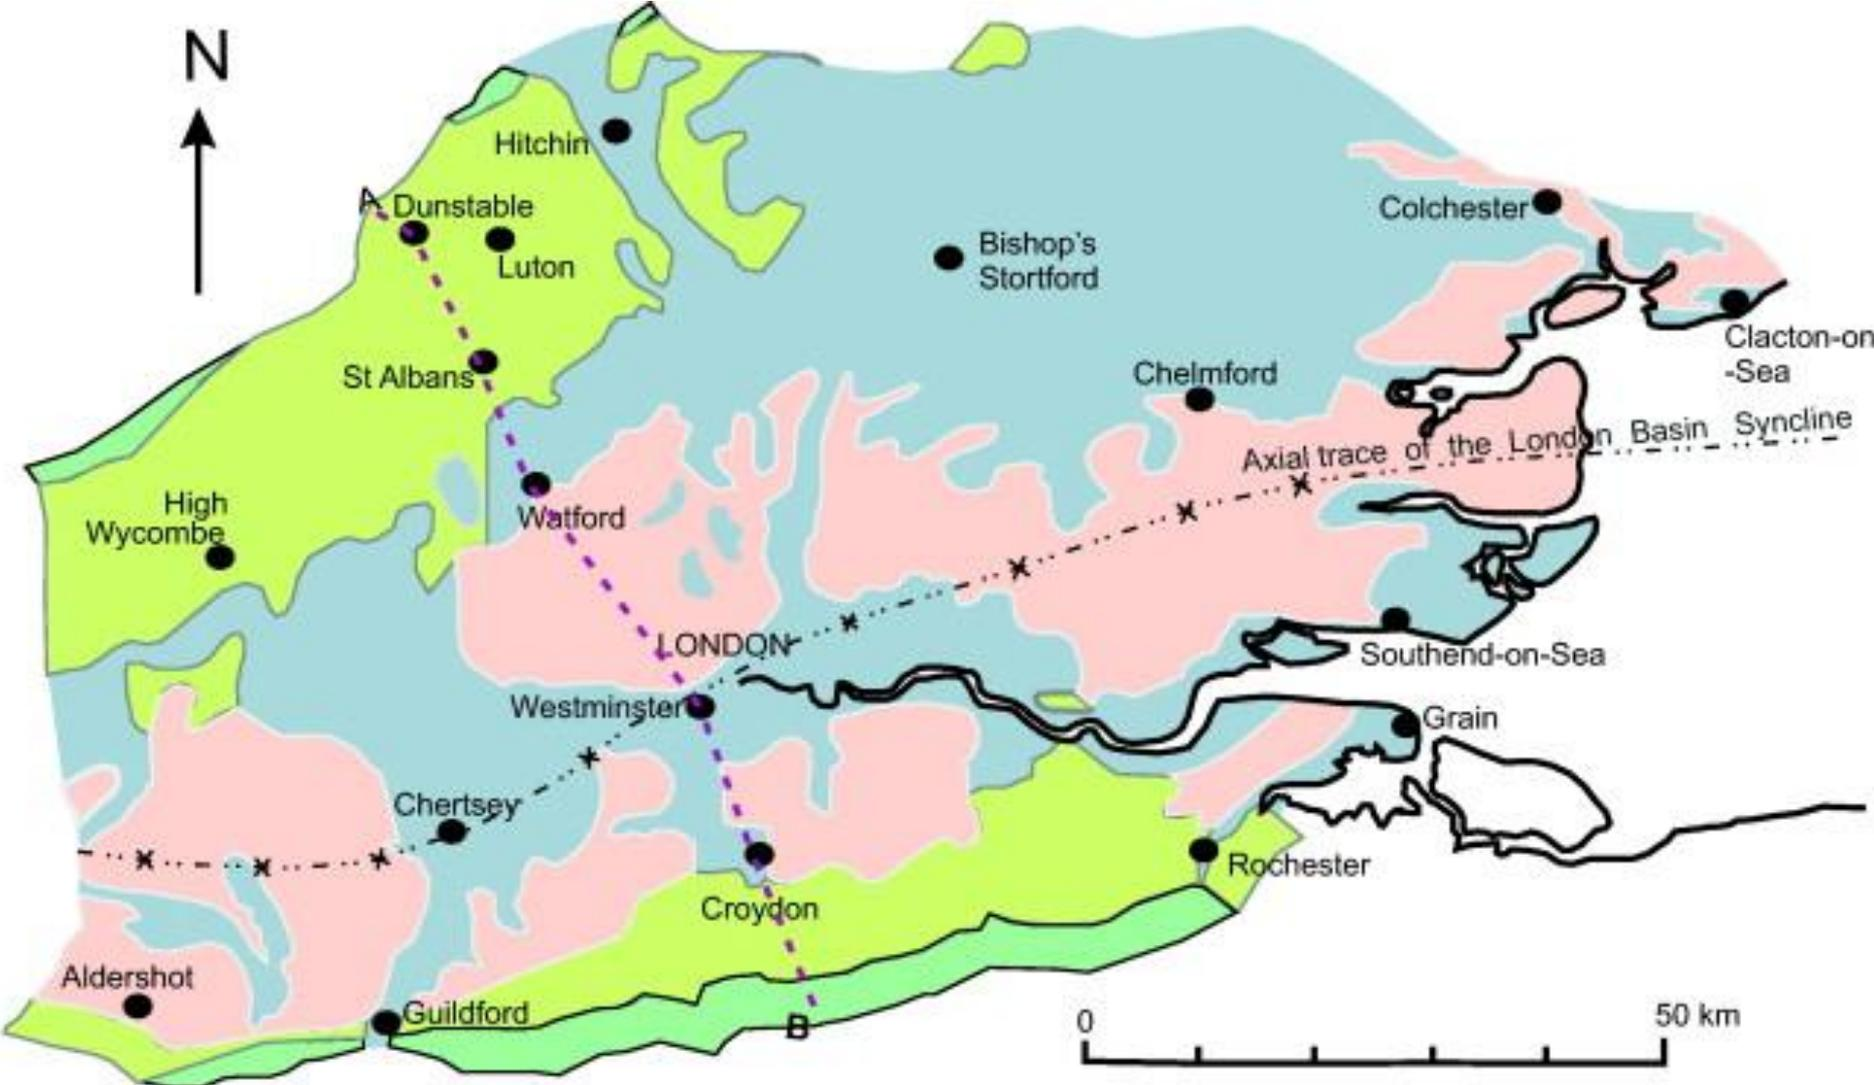 N
Hitchin
A
Dunstable
Luton
Bishop's
Stortford
Colchester
Clacton-on
-Sea
St Albans
Chelmford
Axial trace of the London Basin Syncline
High
Wycombe
Watford
LONDON
Southend-on-Sea
Westminster
Grain
Chertsey
Rochester
Croydon
Aldershot
Guildford
B
0
50 km